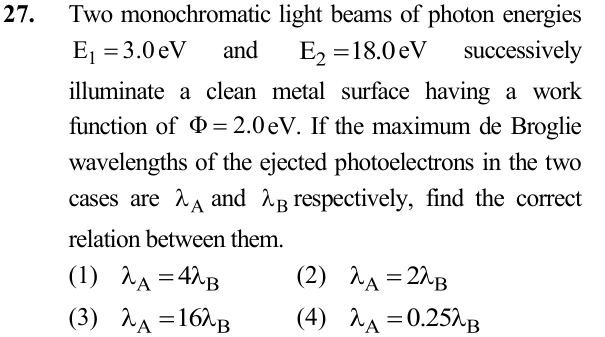 27. Two monochromatic light beams of photon energies
E₁ = 3.0 eV and E₂ = 18.0 eV successively
illuminate a clean metal surface having a work
function of Φ = 2.0 eV. If the maximum de Broglie
wavelengths of the ejected photoelectrons in the two
cases are λ_A and λ_B respectively, find the correct
relation between them.
(1) λ_A = 4λ_B (2) λ_A = 2λ_B
(3) λ_A = 16λ_B (4) λ_A = 0.25λ_B